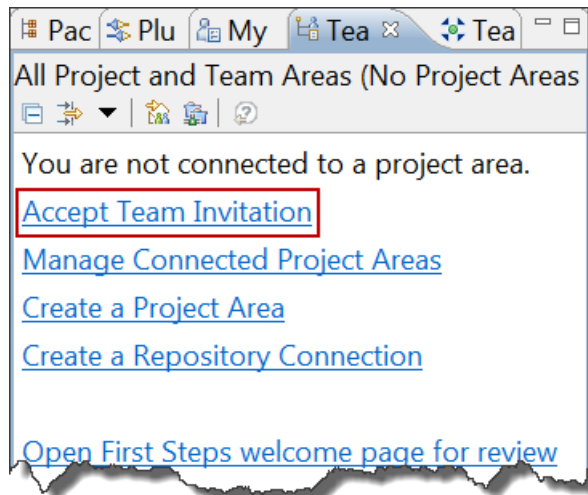 Pac Plu My Tea Tea
All Project and Team Areas (No Project Areas
You are not connected to a project area.
Accept Team Invitation
Manage Connected Project Areas
Create a Project Area
Create a Repository Connection
Open First Steps welcome page for review